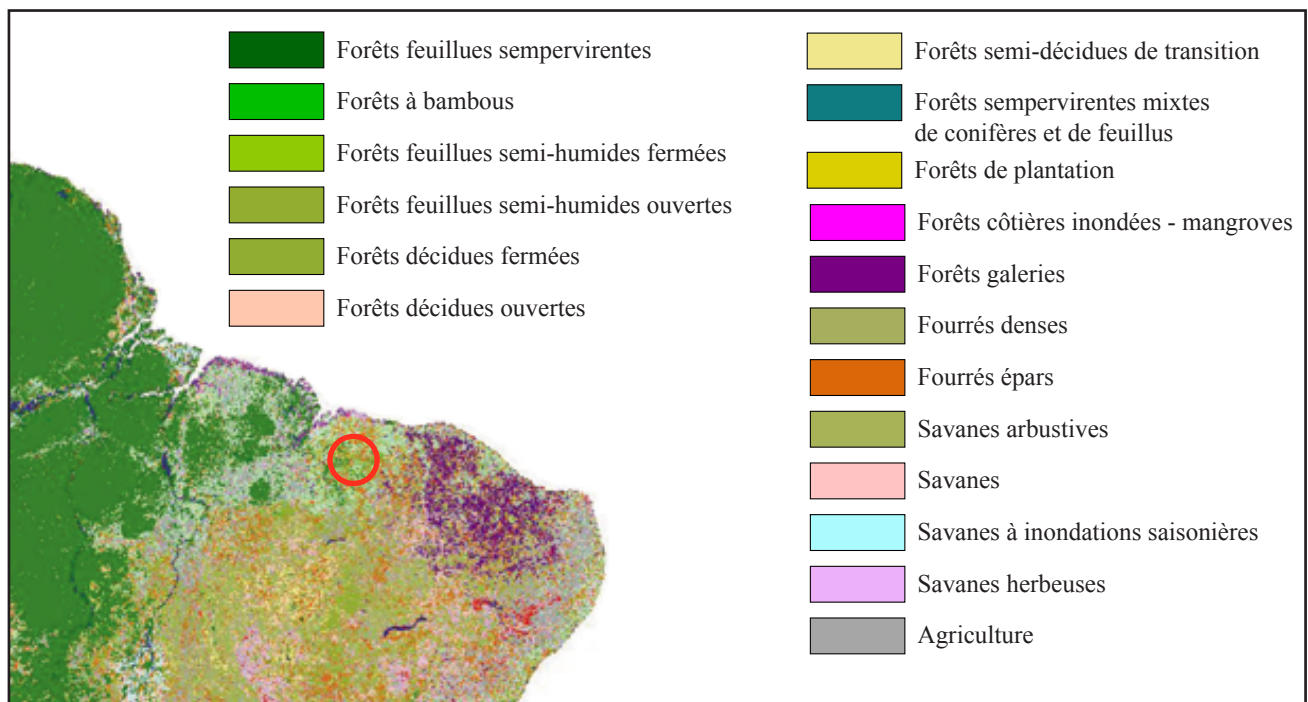 Forêts feuillues sempervirentes
Forêts à bambous
Forêts feuillues semi-humides fermées
Forêts feuillues semi-humides ouvertes
Forêts décidues fermées
Forêts décidues ouvertes
Forêts semi-décidues de transition
Forêts sempervirentes mixtes
de conifères et de feuillus
Forêts de plantation
Forêts côtières inondées - mangroves
Forêts galeries
Fourrés denses
Fourrés épars
Savanes arbustives
Savanes
Savanes à inondations saisonières
Savanes herbeuses
Agriculture